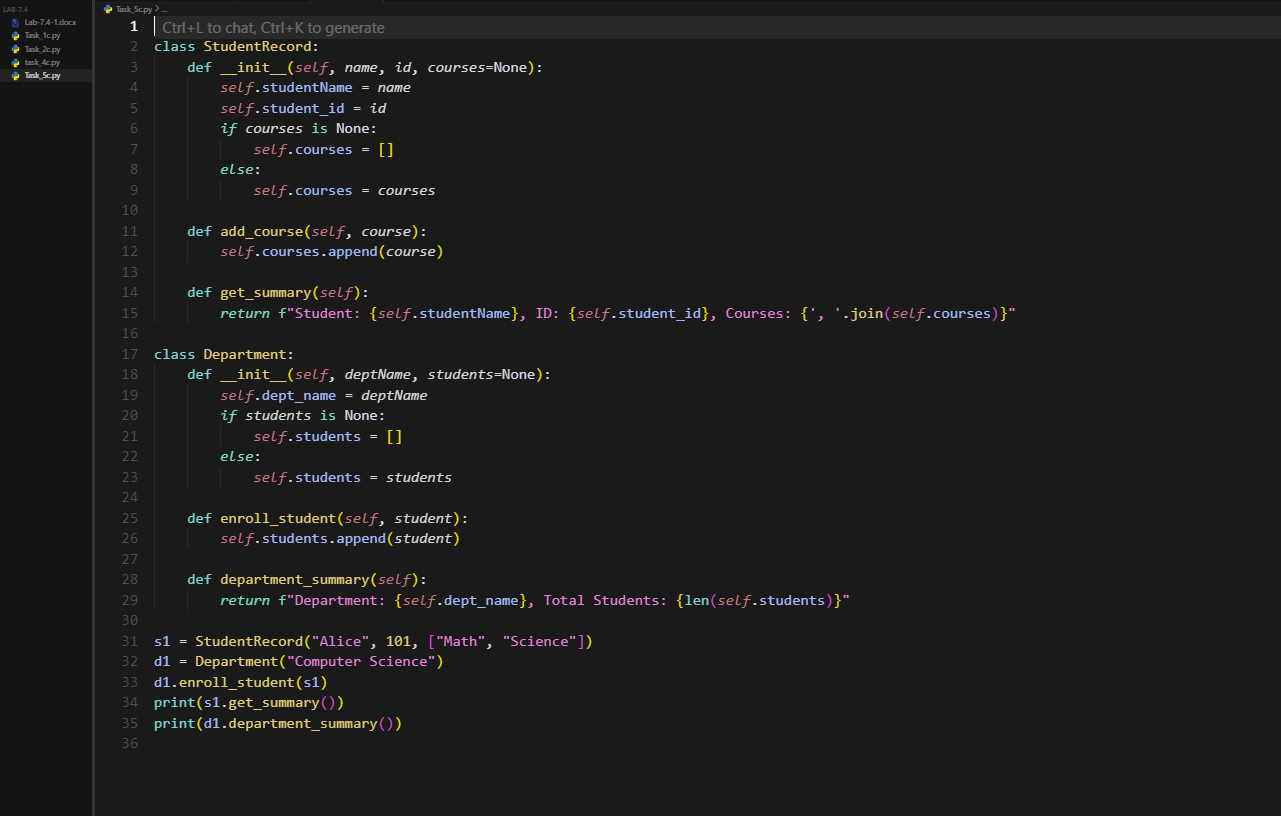 LAB-7.4
Lab-7.4-1.docx
Task_1c.py
Task_2c.py
task_4c.py
Task_5c.py
Task_5c.py > ...
1 Ctrl+L to chat, Ctrl+K to generate
2 class StudentRecord:
3     def __init__(self, name, id, courses=None):
4         self.studentName = name
5         self.student_id = id
6         if courses is None:
7             self.courses = []
8         else:
9             self.courses = courses
10
11     def add_course(self, course):
12         self.courses.append(course)
13
14     def get_summary(self):
15         return f"Student: {self.studentName}, ID: {self.student_id}, Courses: {', '.join(self.courses)}"
16
17 class Department:
18     def __init__(self, deptName, students=None):
19         self.dept_name = deptName
20         if students is None:
21             self.students = []
22         else:
23             self.students = students
24
25     def enroll_student(self, student):
26         self.students.append(student)
27
28     def department_summary(self):
29         return f"Department: {self.dept_name}, Total Students: {len(self.students)}"
30
31 s1 = StudentRecord("Alice", 101, ["Math", "Science"])
32 d1 = Department("Computer Science")
33 d1.enroll_student(s1)
34 print(s1.get_summary())
35 print(d1.department_summary())
36